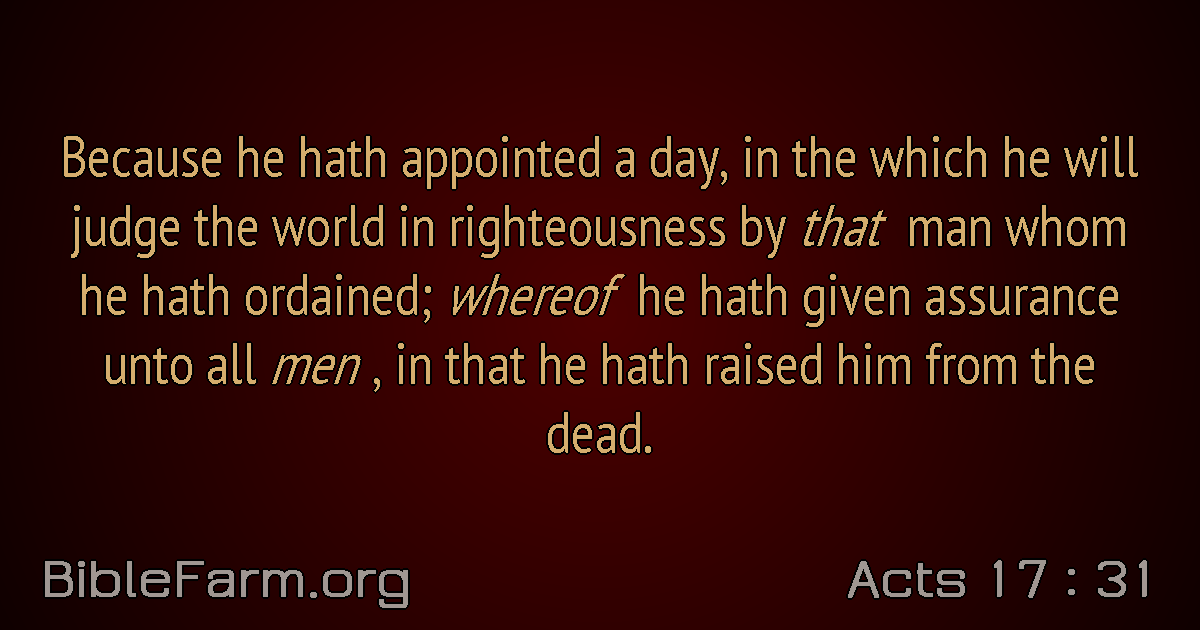 Because he hath appointed a day, in the which he will
judge the world in righteousness by that man whom
he hath ordained; whereof he hath given assurance
unto all men , in that he hath raised him from the
dead.
BibleFarm.org
Acts 17 : 31